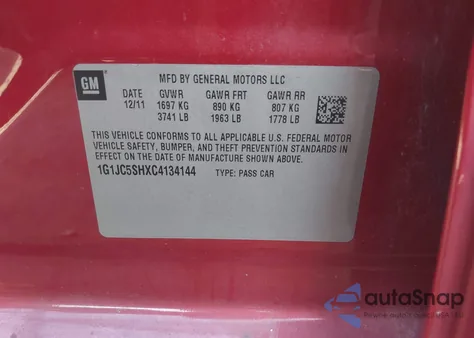 GM
MFD BY GENERAL MOTORS LLC
DATE GVWR GAWR FRT GAWR RR
12/11 1697 KG 890 KG 807 KG
3741 LB 1963 LB 1778 LB
THIS VEHICLE CONFORMS TO ALL APPLICABLE U.S. FEDERAL MOTOR
VEHICLE SAFETY, BUMPER, AND THEFT PREVENTION STANDARDS
IN EFFECT ON THE DATE OF MANUFACTURE SHOWN ABOVE.
1G1JC5SHXC4134144 TYPE: PASS CAR
autoSnap